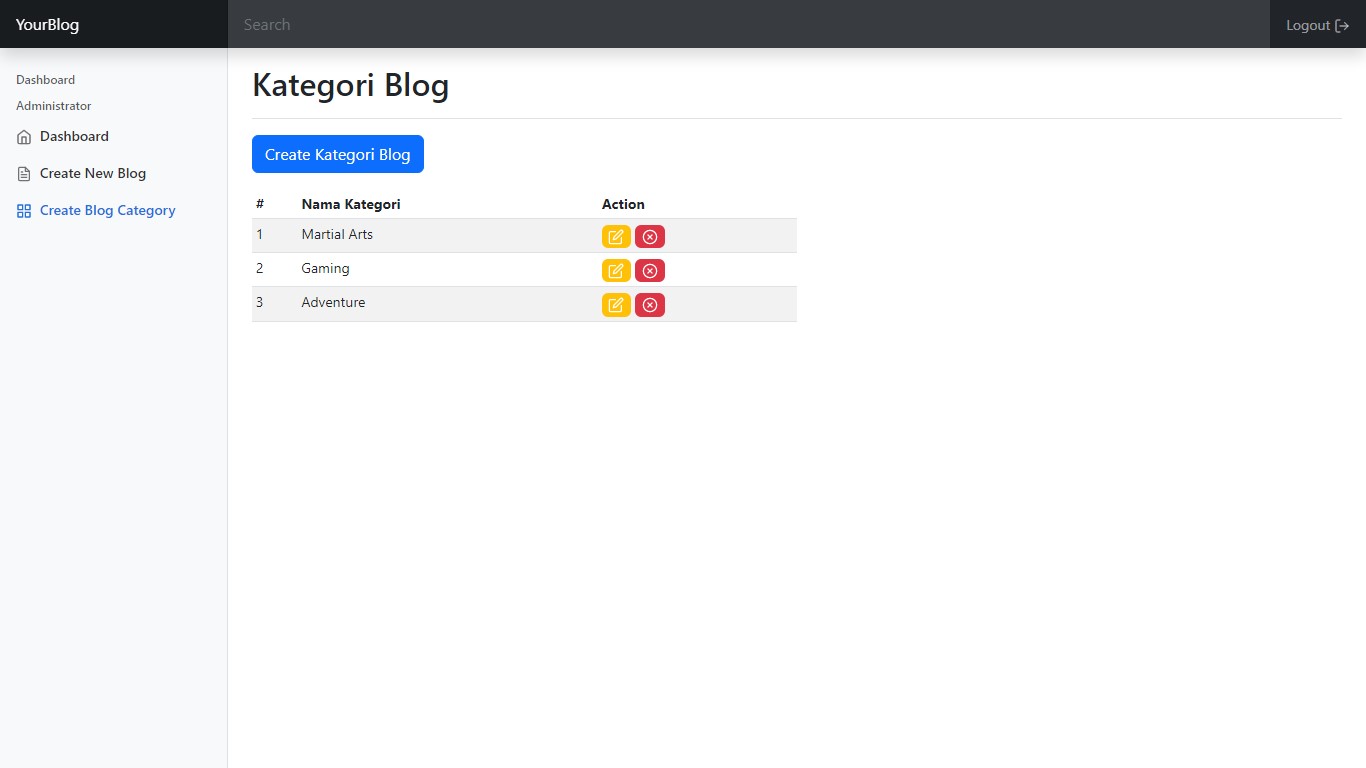 YourBlog
Search
Logout
Dashboard
Administrator
Dashboard
Create New Blog
Create Blog Category
Kategori Blog
Create Kategori Blog
# Nama Kategori Action
1 Martial Arts
2 Gaming
3 Adventure